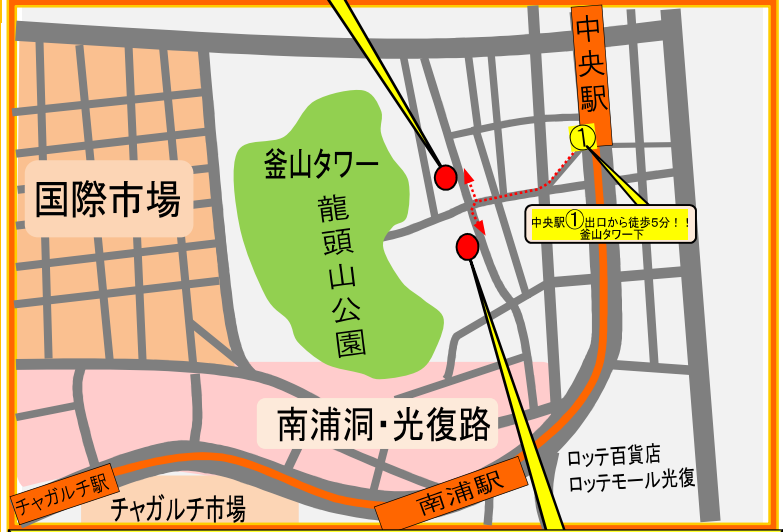 中央駅
①
釜山タワー
龍頭山公園
国際市場
中央駅①出口から徒歩5分！！
釜山タワー下
南浦洞・光復路
ロッテ百貨店
ロッテモール光復
チャガルチ駅
南浦駅
チャガルチ市場